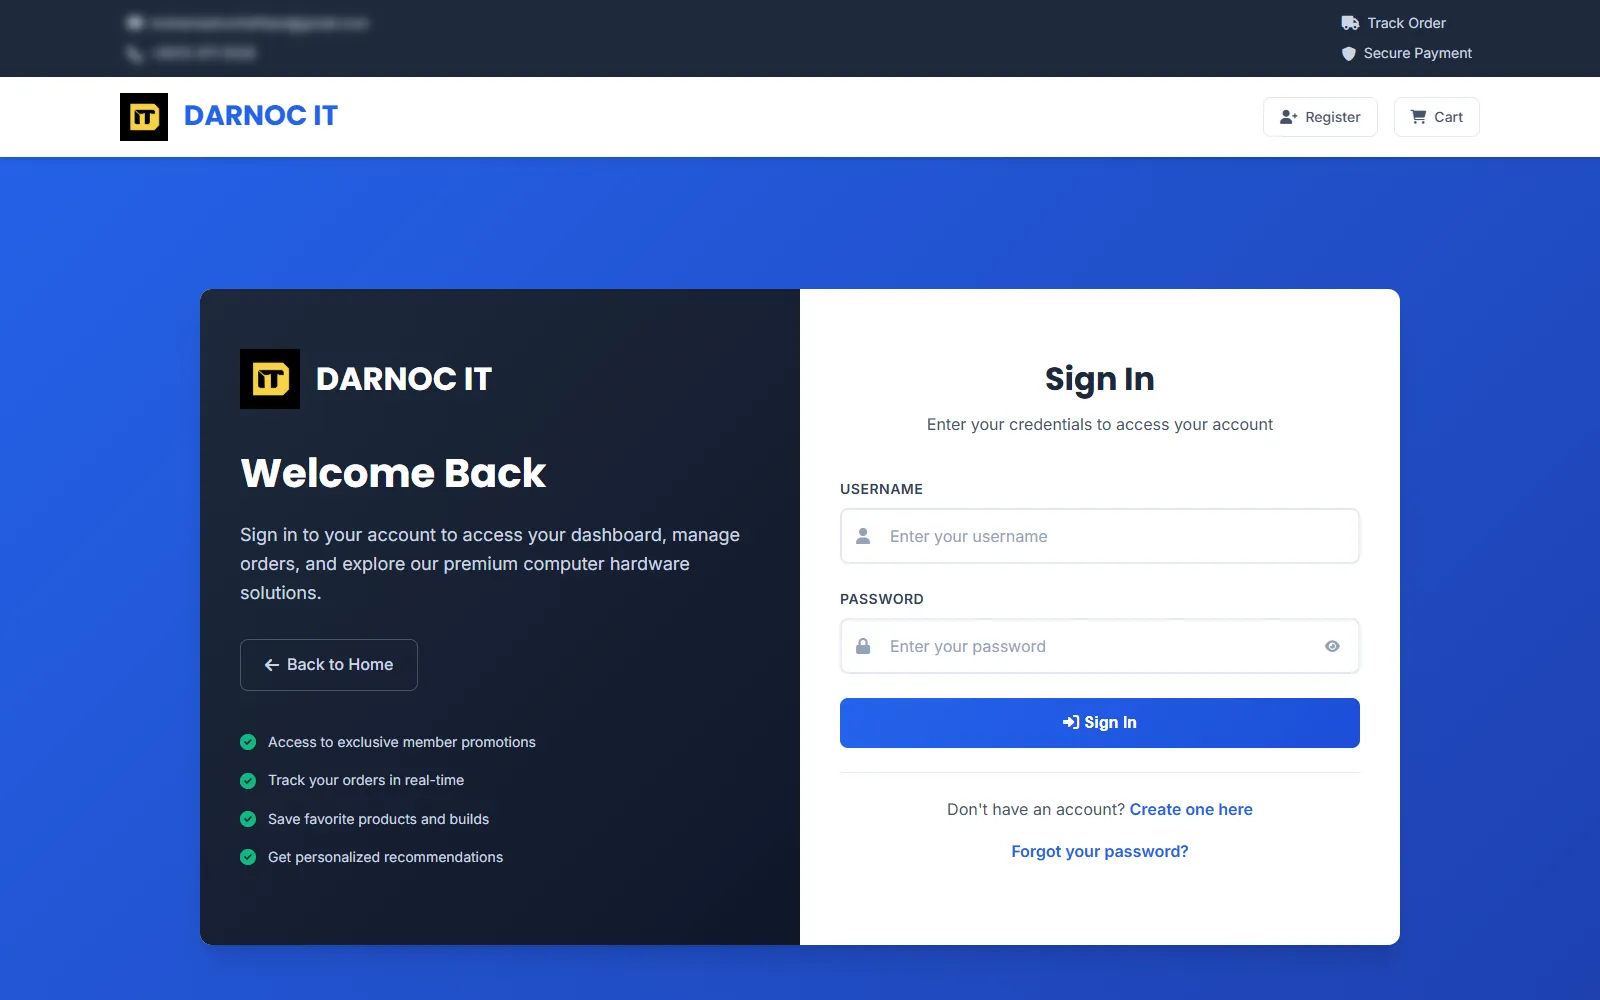 Track Order
Secure Payment
IT
DARNOC IT
Register
Cart
IT
DARNOC IT
Welcome Back
Sign in to your account to access your dashboard, manage
orders, and explore our premium computer hardware
solutions.
Back to Home
Access to exclusive member promotions
Track your orders in real-time
Save favorite products and builds
Get personalized recommendations
Sign In
Enter your credentials to access your account
USERNAME
Enter your username
PASSWORD
Enter your password
Sign In
Don't have an account? Create one here
Forgot your password?